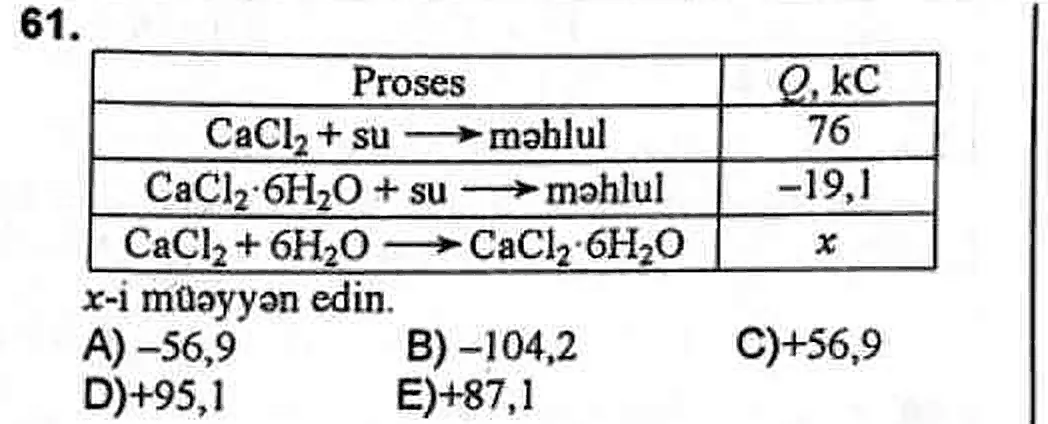 61.
Proses Q, kC
CaCl₂ + su ⟶ məhlul 76
CaCl₂·6H₂O + su ⟶ məhlul –19,1
CaCl₂ + 6H₂O ⟶ CaCl₂·6H₂O x
x-i müəyyən edin.
A) –56,9 B) –104,2 C)+56,9
D)+95,1 E)+87,1